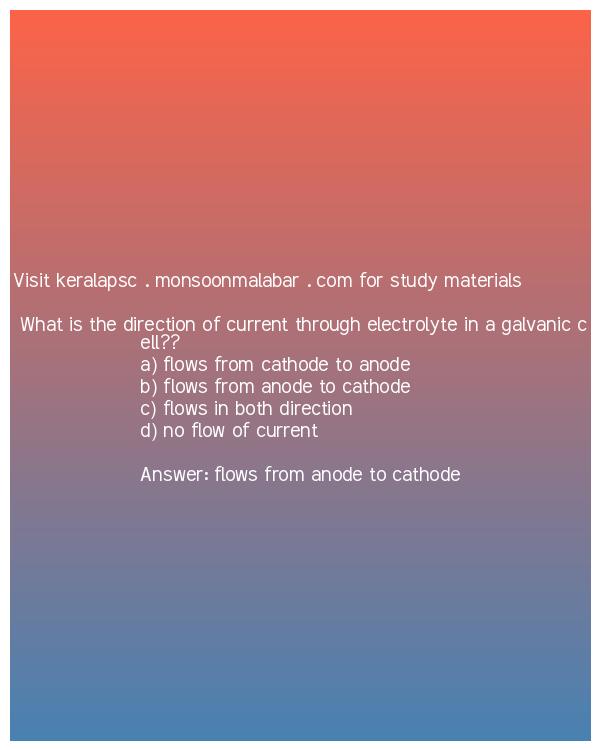 Visit keralapsc . monsoonmalabar . com for study materials
What is the direction of current through electrolyte in a galvanic c
ell??
a) flows from cathode to anode
b) flows from anode to cathode
c) flows in both direction
d) no flow of current
Answer: flows from anode to cathode